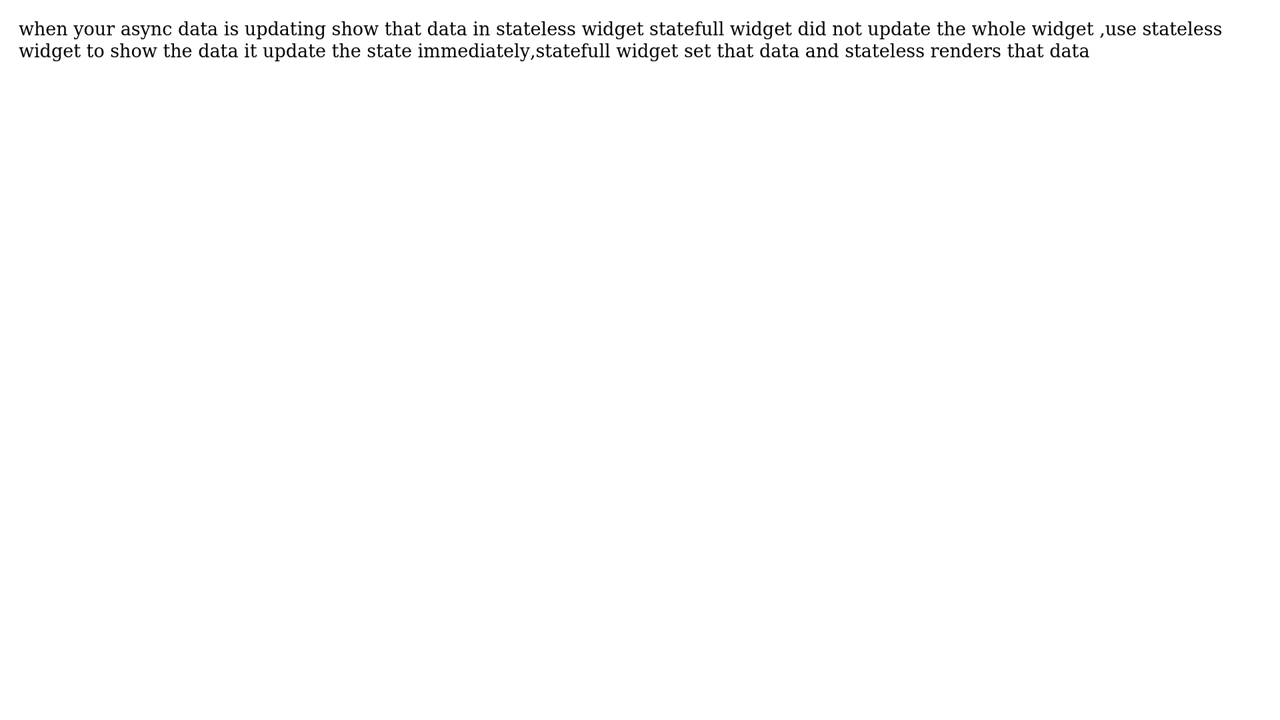 when your async data is updating show that data in stateless widget statefull widget did not update the whole widget ,use stateless
widget to show the data it update the state immediately,statefull widget set that data and stateless renders that data